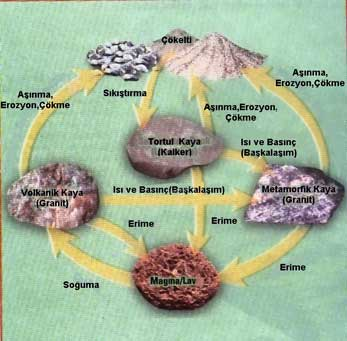 Çökelti
Aşınma,
Erozyon,Çökme
Sıkıştırma
Aşınma,Erozyon,
Çökme
Aşınma,
Erozyon,Çökme
Tortul Kaya
(Kalker)
Isı ve Basınç
(Başkalaşım)
Volkanik Kaya
(Granit)
Isı ve Basınç(Başkalaşım)
Metamorfik Kaya
(Granit)
Erime
Erime
Erime
Soğuma
Magma/Lav